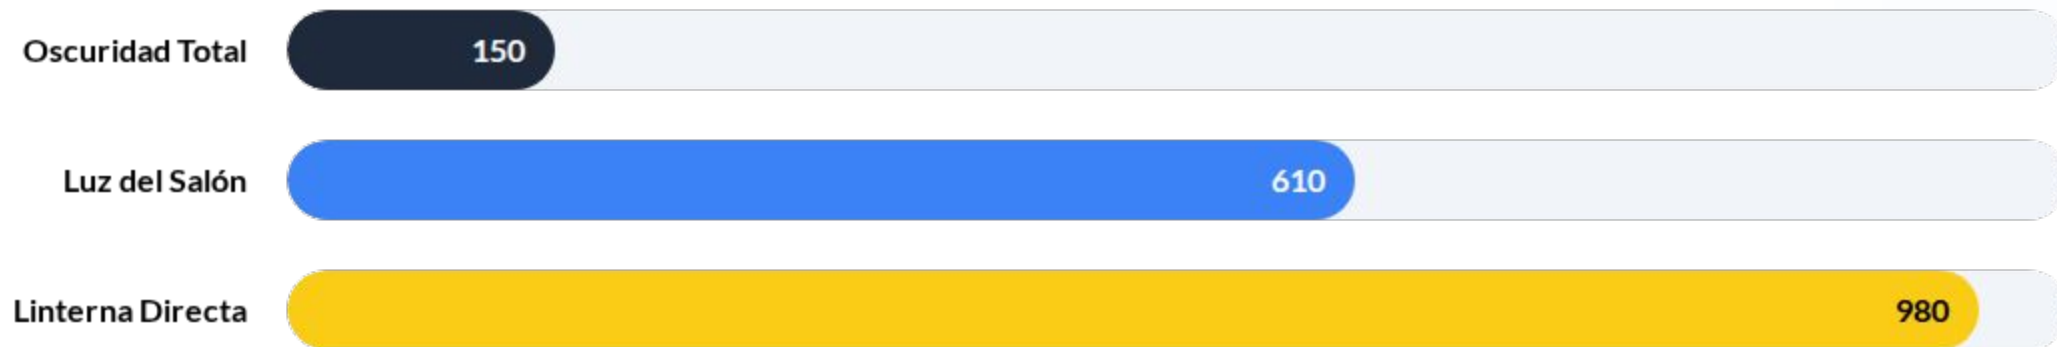 Oscuridad Total 150
Luz del Salón 610
Linterna Directa 980